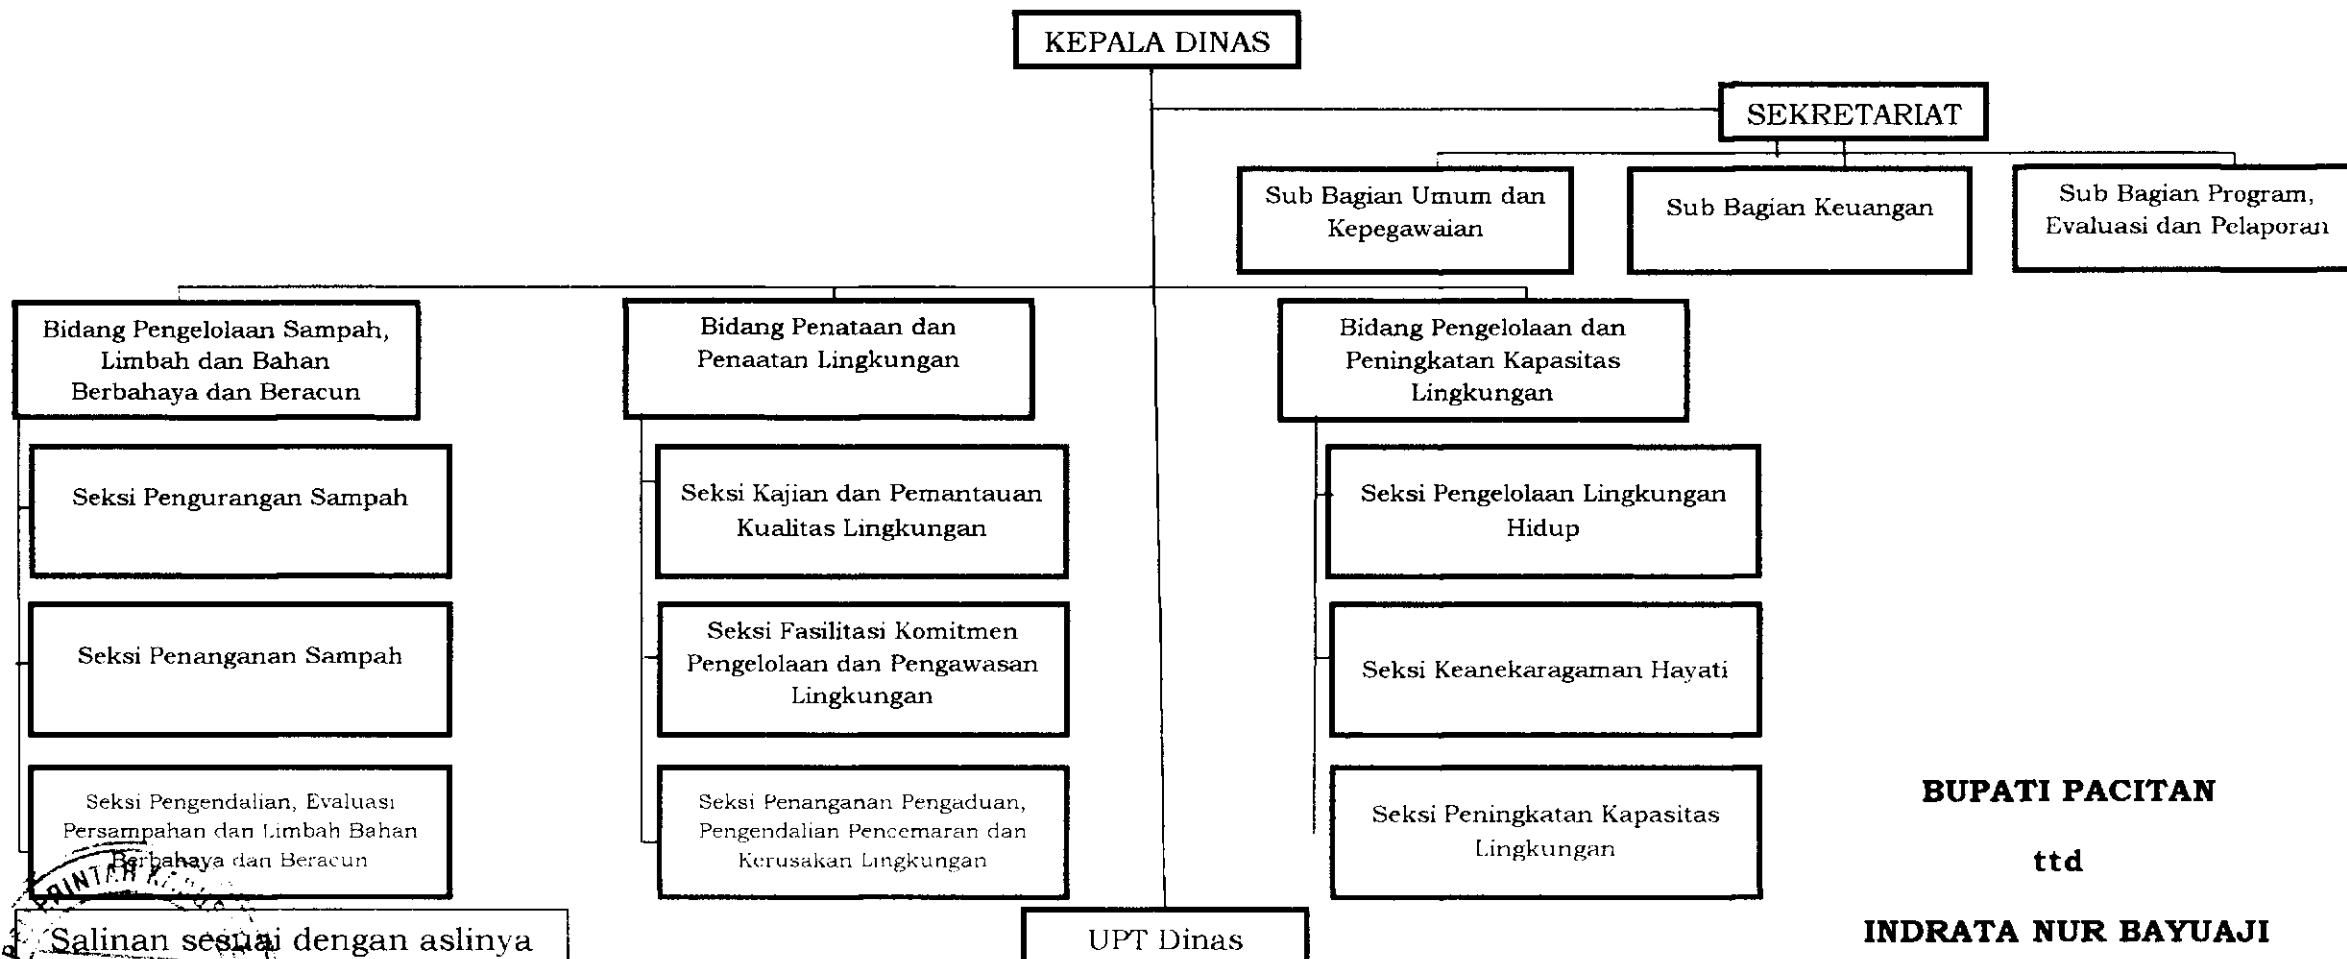 KEPALA DINAS
SEKRETARIAT
Sub Bagian Umum dan
Kepegawaian
Sub Bagian Keuangan
Sub Bagian Program,
Evaluasi dan Pelaporan
Bidang Pengelolaan Sampah,
Limbah dan Bahan
Berbahaya dan Beracun
Bidang Penataan dan
Penaatan Lingkungan
Bidang Pengelolaan dan
Peningkatan Kapasitas
Lingkungan
Seksi Pengurangan Sampah
Seksi Kajian dan Pemantauan
Kualitas Lingkungan
Seksi Pengelolaan Lingkungan
Hidup
Seksi Penanganan Sampah
Seksi Fasilitasi Komitmen
Pengelolaan dan Pengawasan
Lingkungan
Seksi Keanekaragaman Hayati
Seksi Pengendalian, Evaluasi
Persampahan dan Limbah Bahan
Berbahaya dan Beracun
Seksi Penanganan Pengaduan,
Pengendalian Pencemaran dan
Kerusakan Lingkungan
Seksi Peningkatan Kapasitas
Lingkungan
BUPATI PACITAN
ttd
INDRATA NUR BAYUAJI
Salinan sesuai dengan aslinya
UPT Dinas